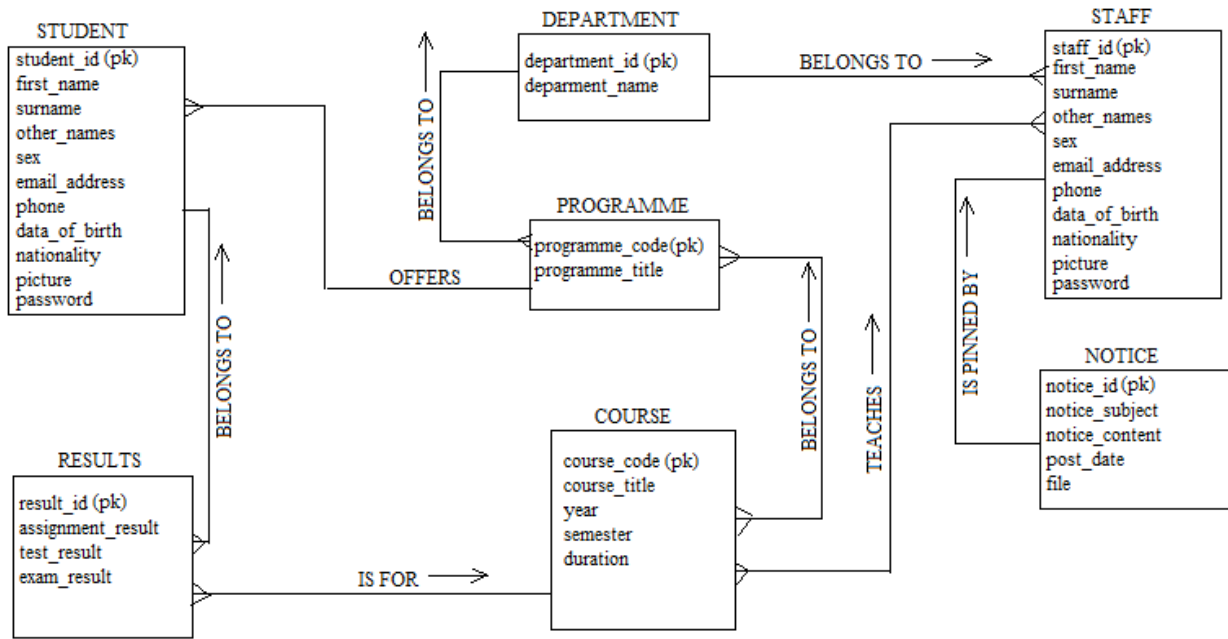 STUDENT
student_id (pk)
first_name
surname
other_names
sex
email_address
phone
data_of_birth
nationality
picture
password
DEPARTMENT
department_id (pk)
deparment_name
BELONGS TO
STAFF
staff_id (pk)
first_name
surname
other_names
sex
email_address
phone
data_of_birth
nationality
picture
password
BELONGS TO
PROGRAMME
programme_code(pk)
programme_title
OFFERS
BELONGS TO
BELONGS TO
TEACHES
IS PINNED BY
NOTICE
notice_id (pk)
notice_subject
notice_content
post_date
file
RESULTS
result_id (pk)
assignment_result
test_result
exam_result
IS FOR
COURSE
course_code (pk)
course_title
year
semester
duration